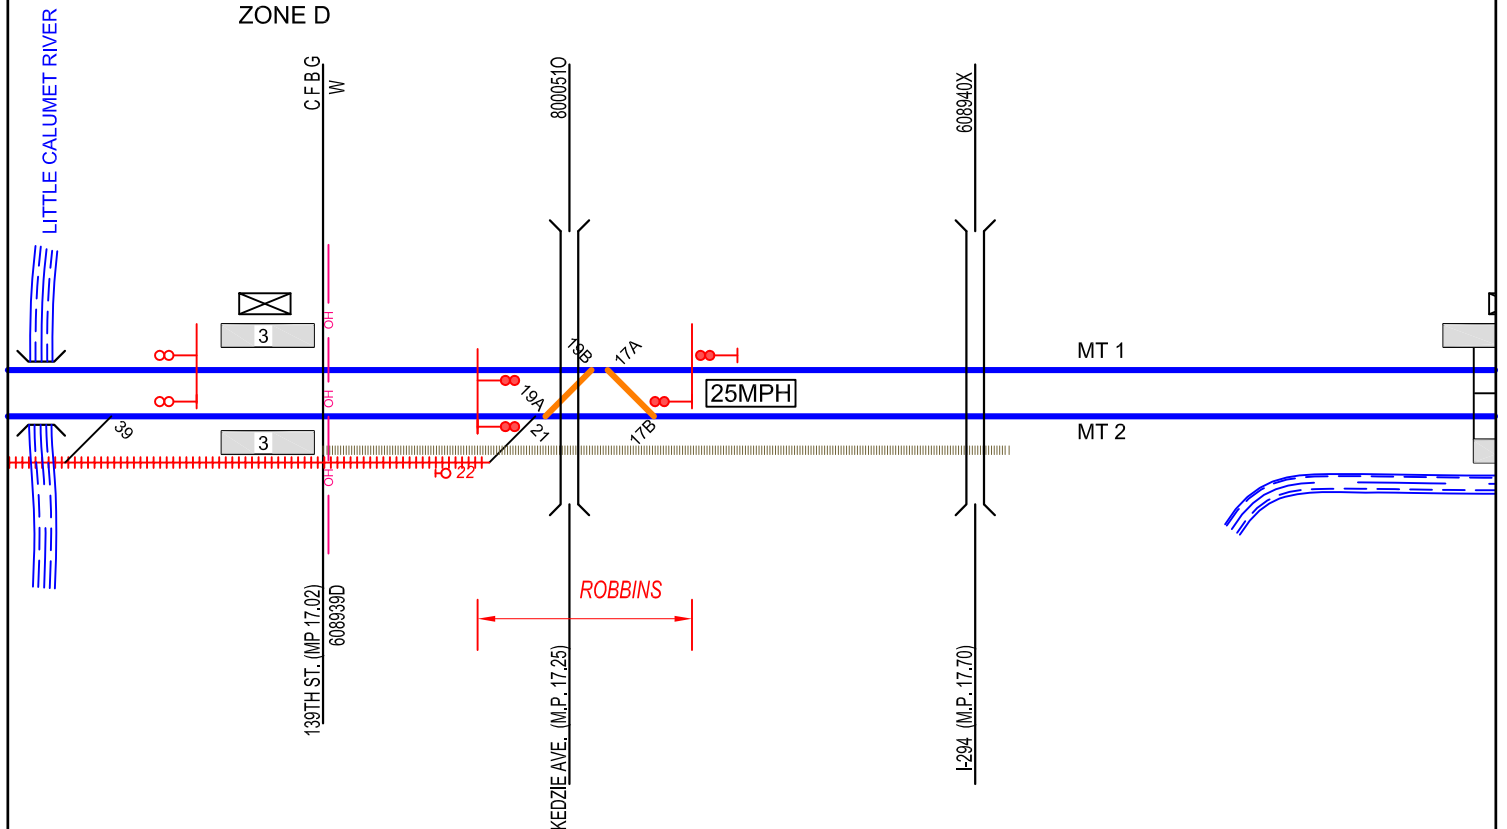 ZONE D
LITTLE CALUMET RIVER
C F B G
W
800051O
608940X
3
OH
19B
17A
MT 1
OH
19A
25MPH
39
21
17B
MT 2
3
OH
22
ROBBINS
139TH ST. (MP 17.02)
608939D
KEDZIE AVE. (M.P. 17.25)
I-294 (M.P. 17.70)